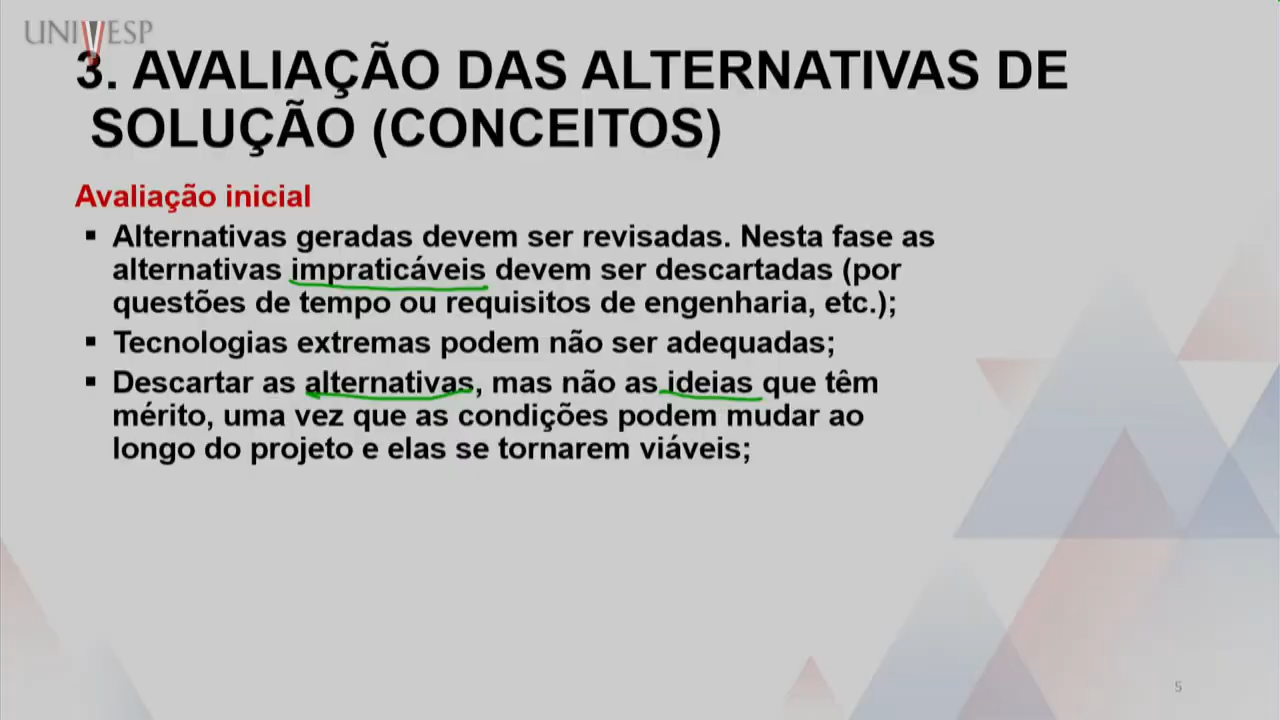 UNIVESP
3. AVALIAÇÃO DAS ALTERNATIVAS DE
SOLUÇÃO (CONCEITOS)
Avaliação inicial
▪ Alternativas geradas devem ser revisadas. Nesta fase as
alternativas impraticáveis devem ser descartadas (por
questões de tempo ou requisitos de engenharia, etc.);
▪ Tecnologias extremas podem não ser adequadas;
▪ Descartar as alternativas, mas não as ideias que têm
mérito, uma vez que as condições podem mudar ao
longo do projeto e elas se tornarem viáveis;
5